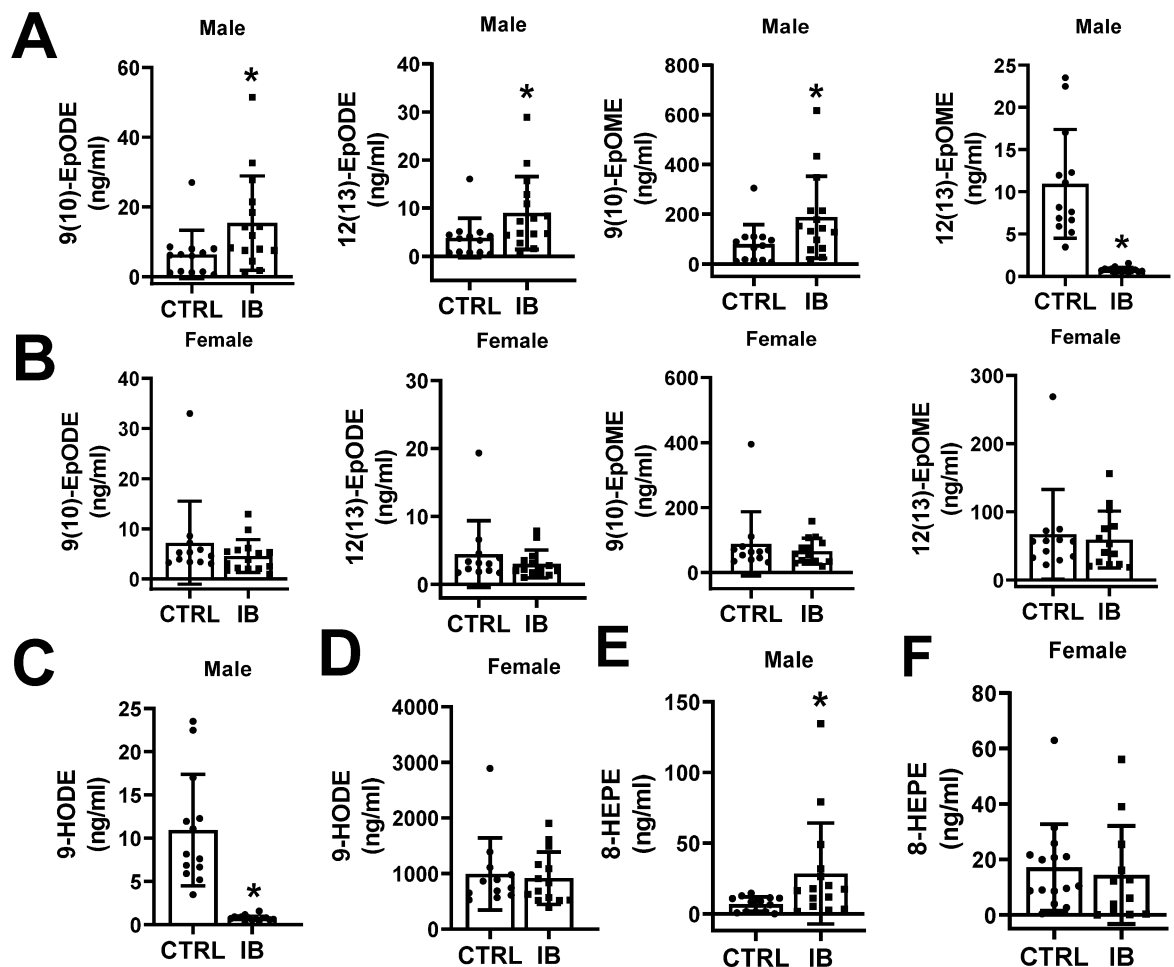 A
Male
9(10)-EpODE
(ng/ml)
60
40
20
0
*
CTRL IB
Male
12(13)-EpODE
(ng/ml)
40
30
20
10
0
*
CTRL IB
Male
9(10)-EpOME
(ng/ml)
800
600
400
200
0
*
CTRL IB
Male
12(13)-EpOME
(ng/ml)
25
20
15
10
5
0
*
CTRL IB
B
Female
9(10)-EpODE
(ng/ml)
40
30
20
10
0
CTRL IB
Female
12(13)-EpODE
(ng/ml)
30
20
10
0
CTRL IB
Female
9(10)-EpOME
(ng/ml)
600
400
200
0
CTRL IB
Female
12(13)-EpOME
(ng/ml)
300
200
100
0
CTRL IB
C
Male
9-HODE
(ng/ml)
25
20
15
10
5
0
*
CTRL IB
D
Female
9-HODE
(ng/ml)
4000
3000
2000
1000
0
CTRL IB
E
Male
8-HEPE
(ng/ml)
150
100
50
0
*
CTRL IB
F
Female
8-HEPE
(ng/ml)
80
60
40
20
0
CTRL IB